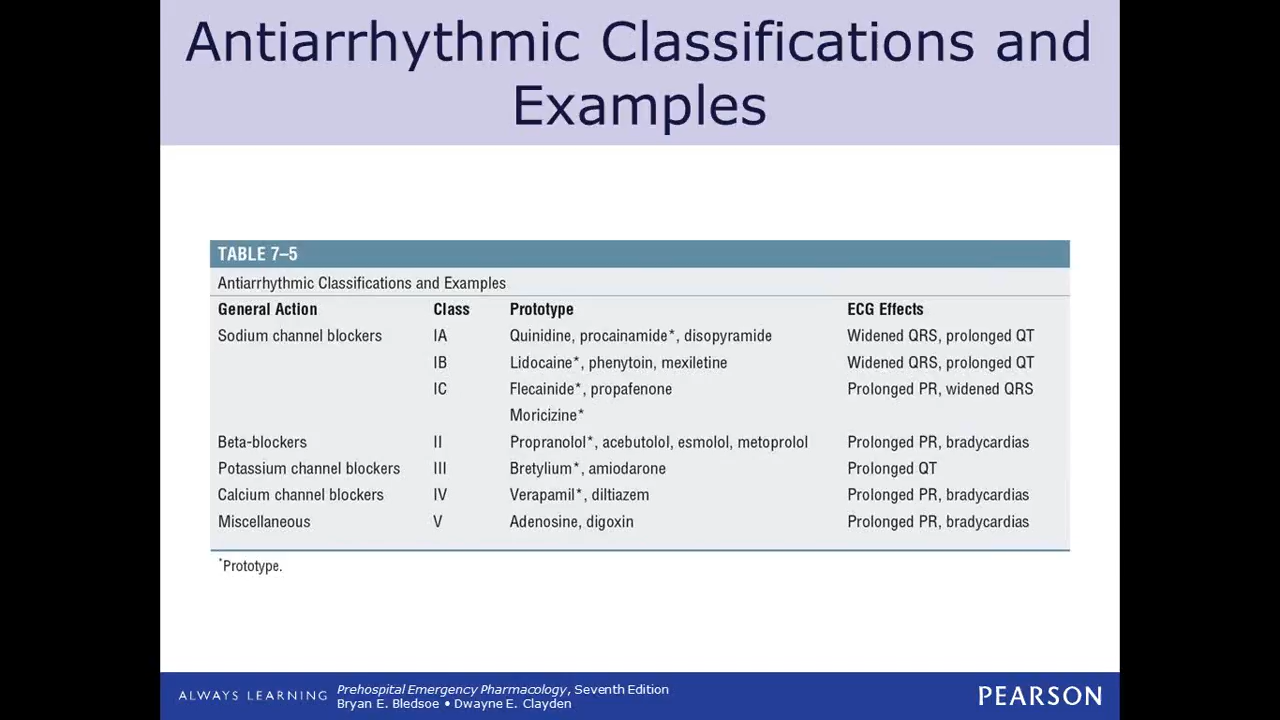 Antiarrhythmic Classifications and
Examples
TABLE 7–5
Antiarrhythmic Classifications and Examples
General Action Class Prototype ECG Effects
Sodium channel blockers IA Quinidine, procainamide*, disopyramide Widened QRS, prolonged QT
IB Lidocaine*, phenytoin, mexiletine Widened QRS, prolonged QT
IC Flecainide*, propafenone Prolonged PR, widened QRS
Moricizine*
Beta-blockers II Propranolol*, acebutolol, esmolol, metoprolol Prolonged PR, bradycardias
Potassium channel blockers III Bretylium*, amiodarone Prolonged QT
Calcium channel blockers IV Verapamil*, diltiazem Prolonged PR, bradycardias
Miscellaneous V Adenosine, digoxin Prolonged PR, bradycardias
*Prototype.
ALWAYS LEARNING
Prehospital Emergency Pharmacology, Seventh Edition
Bryan E. Bledsoe • Dwayne E. Clayden
PEARSON